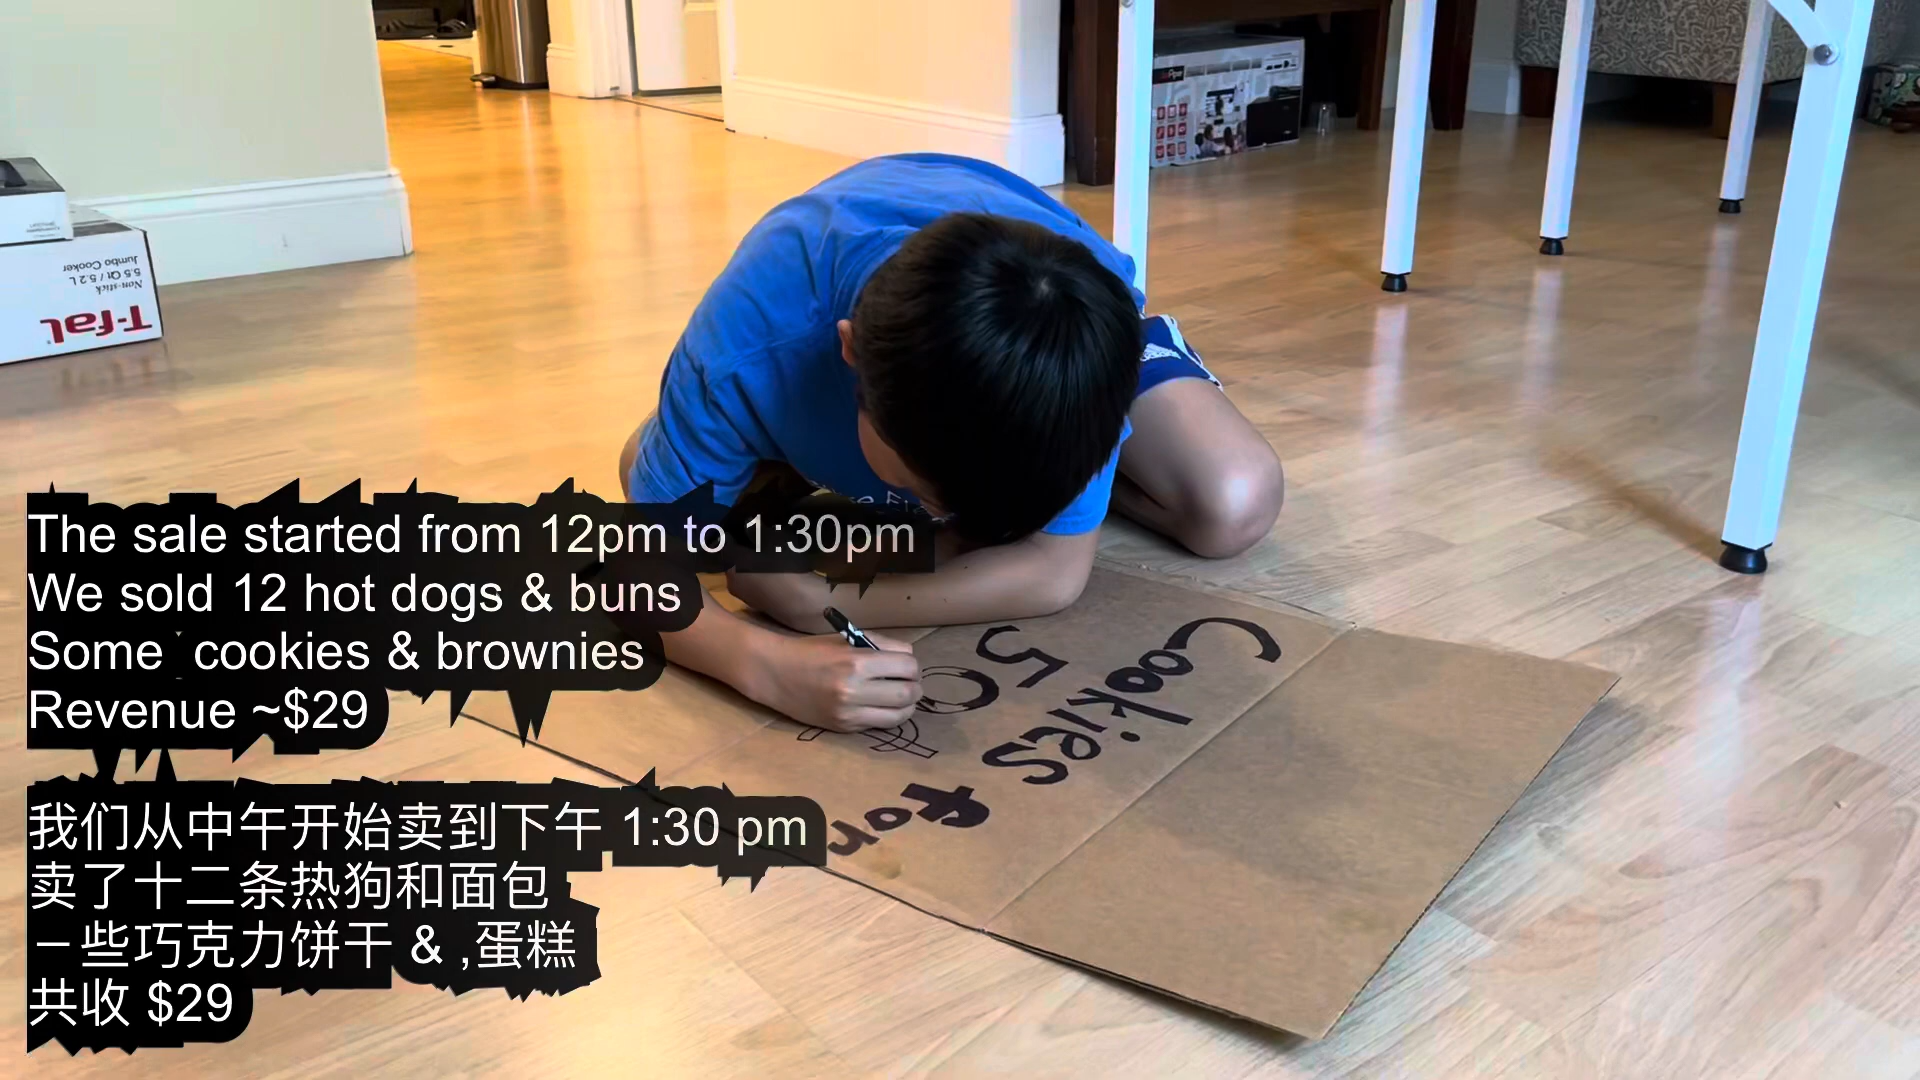 The sale started from 12pm to 1:30pm
We sold 12 hot dogs & buns
Some cookies & brownies
Revenue ~$29
我们从中午开始卖到下午 1:30 pm
卖了十二条热狗和面包
一些巧克力饼干 & ,蛋糕
共收 $29
Cookies for
50
T-fal
Non-stick
5.5 Qt / 5.2 L
Jumbo Cooker